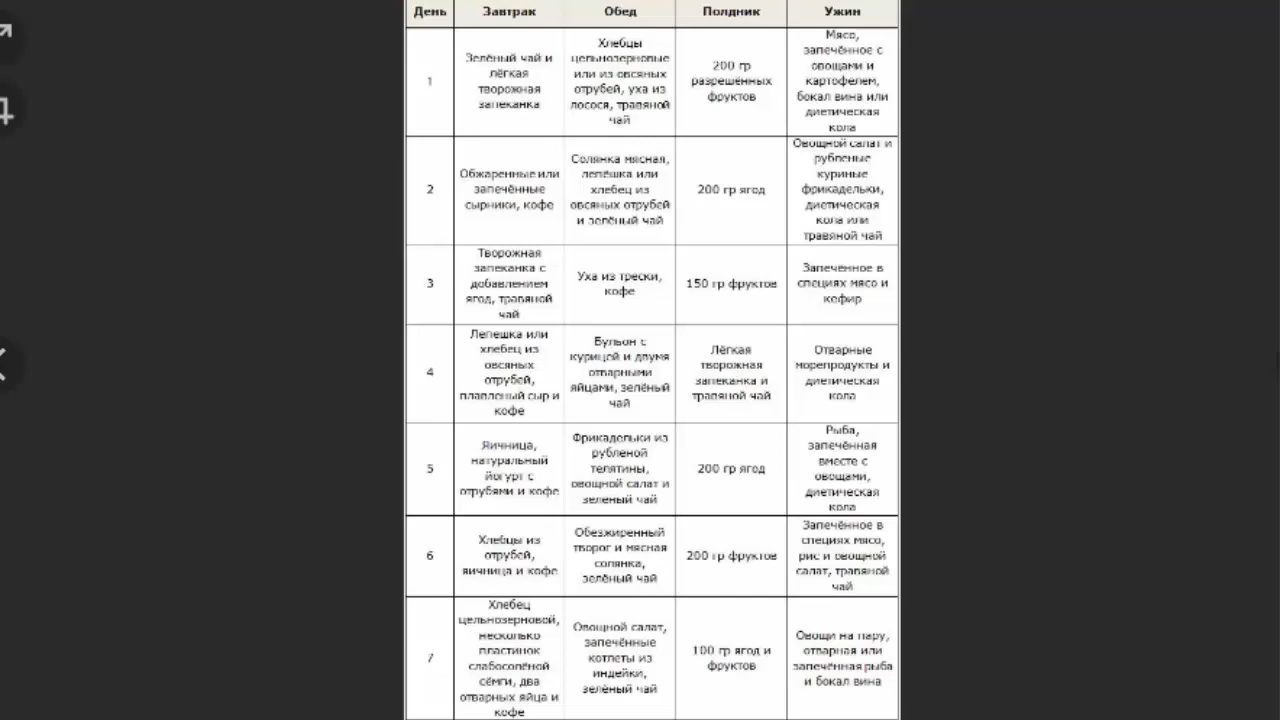 День Завтрак Обед Полдник Ужин
1
Зелёный чай и
лёгкая
творожная
запеканка
Хлебцы
цельнозерновые
или из овсяных
отрубей, уха из
лосося, травяной
чай
200 гр
разрешённых
фруктов
Мясо,
запечённое с
овощами и
картофелем,
бокал вина или
диетическая
кола
2
Обжаренные или
запечённые
сырники, кофе
Солянка мясная,
лепёшка или
хлебец из
овсяных отрубей
и зелёный чай
200 гр ягод
Овощной салат и
рубленые
куриные
фрикадельки,
диетическая
кола или
травяной чай
3
Творожная
запеканка с
добавлением
ягод, травяной
чай
Уха из трески,
кофе
150 гр фруктов
Запеченное в
специях мясо и
кефир
4
Лепешка или
хлебец из
овсяных
отрубей,
плавленый сыр и
кофе
Бульон с
курицей и двумя
отварными
яйцами, зелёный
чай
Лёгкая
творожная
запеканка и
травяной чай
Отварные
морепродукты и
диетическая
кола
5
Яичница,
натуральный
йогурт с
отрубями и кофе
Фрикадельки из
рубленой
телятины,
овощной салат и
зеленый чай
200 гр ягод
Рыба,
запечённая
вместе с
овощами,
диетическая
кола
6
Хлебцы из
отрубей,
яичница и кофе
Обезжиренный
творог и мясная
солянка,
зелёный чай
200 гр фруктов
Запечённое в
специях мясо,
рис и овощной
салат, травяной
чай
7
Хлебец
цельнозерновой,
несколько
пластинок
слабосолёной
сёмги, два
отварных яйца и
кофе
Овощной салат,
запечённые
котлеты из
индейки,
зелёный чай
100 гр ягод и
фруктов
Овощи на пару,
отварная или
запечённая рыба
и бокал вина